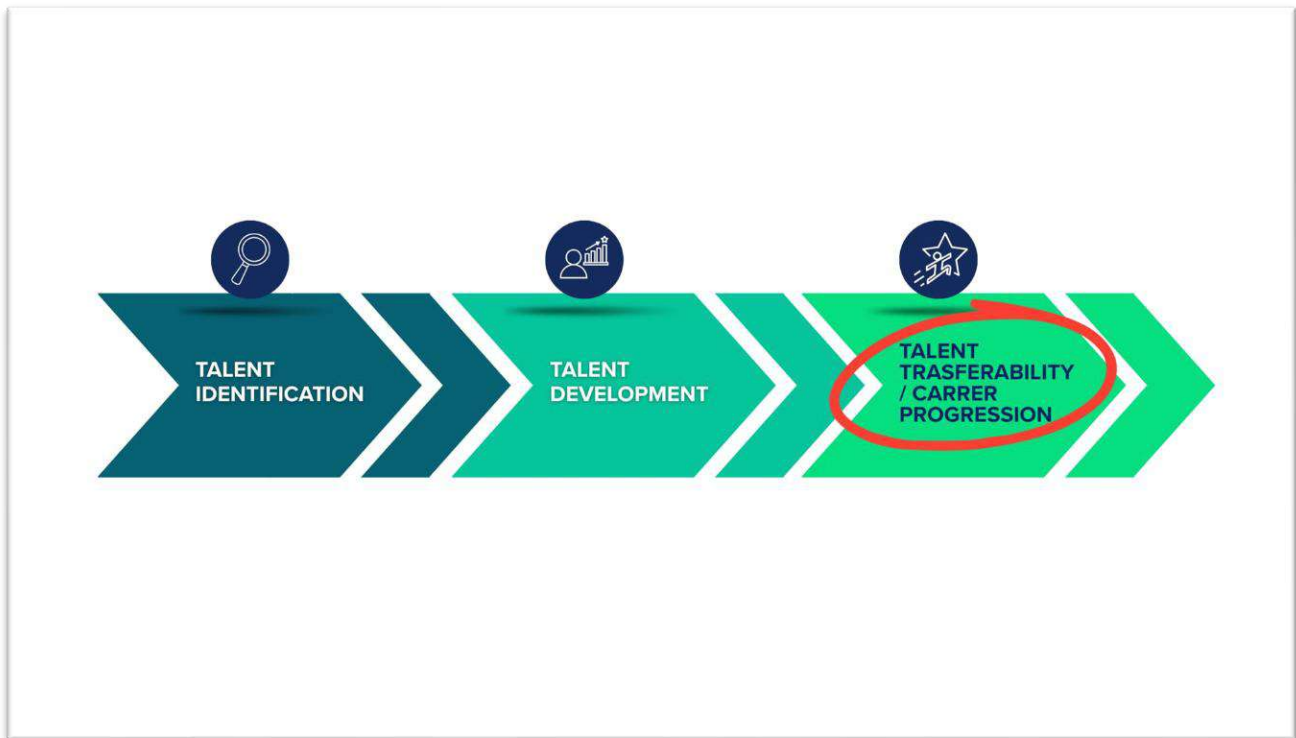 TALENT
IDENTIFICATION
TALENT
DEVELOPMENT
TALENT
TRASFERABILITY
/ CARRER
PROGRESSION